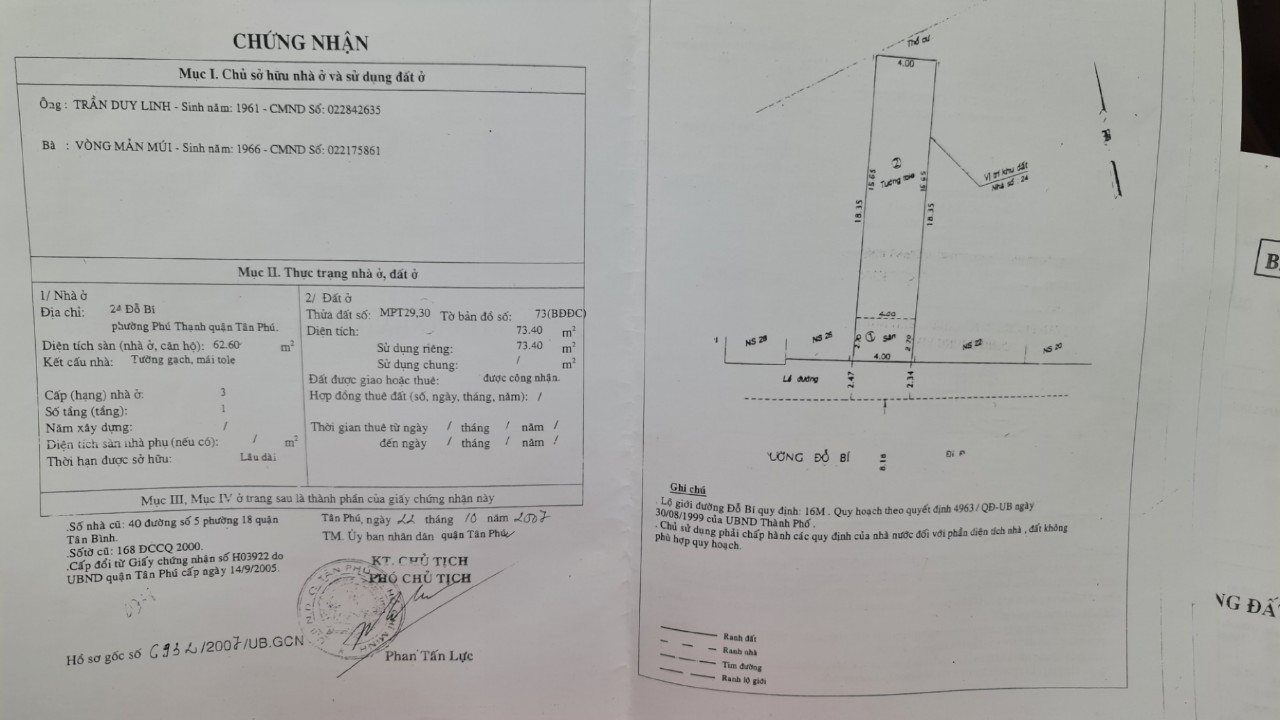 CHỨNG NHẬN
Mục I. Chủ sở hữu nhà ở và sử dụng đất ở
Ông : TRẦN DUY LINH - Sinh năm: 1961 - CMND Số: 022842635
Bà : VÒNG MẢN MÚI - Sinh năm: 1966 - CMND Số: 022175861
Mục II. Thực trạng nhà ở, đất ở
1/ Nhà ở
Địa chỉ: 24 Đỗ Bí
phường Phú Thạnh quận Tân Phú.
Diện tích sàn (nhà ở, căn hộ): 62.60 m²
Kết cấu nhà: Tường gạch, mái tole
Cấp (hạng) nhà ở: 3
Số tầng (tầng): 1
Năm xây dựng: /
Diện tích sàn nhà phụ (nếu có): / m²
Thời hạn được sở hữu: Lâu dài
2/ Đất ở
Thửa đất số: MPT29,30 Tờ bản đồ số: 73(BĐĐC)
Diện tích: 73.40 m²
Sử dụng riêng: 73.40 m²
Sử dụng chung: / m²
Đất được giao hoặc thuê: được công nhận.
Hợp đồng thuê đất (số, ngày, tháng, năm): /
Thời gian thuê từ ngày / tháng / năm /
đến ngày / tháng / năm /
Mục III, Mục IV ở trang sau là thành phần của giấy chứng nhận này
.Số nhà cũ: 40 đường số 5 phường 18 quận
Tân Bình.
.Số tờ cũ: 168 ĐCCQ 2000.
.Cấp đổi từ Giấy chứng nhận số H03922 do
UBND quận Tân Phú cấp ngày 14/9/2005.
Hồ sơ gốc số 6932/2007/UB.GCN
Tân Phú, ngày 22 tháng 10 năm 2007
TM. Ủy ban nhân dân quận Tân Phú
KT. CHỦ TỊCH
PHÓ CHỦ TỊCH
Phan Tấn Lực
Thổ cư
4.00
16.65
2
Tường tole
16.65
Vị trí khu đất
Nhà số : 24
B
18.35
18.35
4.00
2.70
1
Sân
2.70
NS 28
NS 26
4.00
NS 22
NS 20
Lề đường
2.47
2.34
8.18
ƯỜNG ĐỖ BÍ
Đi P
Ghi chú
. Lộ giới đường Đỗ Bí quy định: 16M . Quy hoạch theo quyết định 4963 / QĐ-UB ngày
30/08/1999 của UBND Thành Phố .
. Chủ sử dụng phải chấp hành các quy định của nhà nước đối với phần diện tích nhà , đất không
phù hợp quy hoạch.
Ranh đất
Ranh nhà
Tim đường
Ranh lộ giới
B
NG ĐẤ